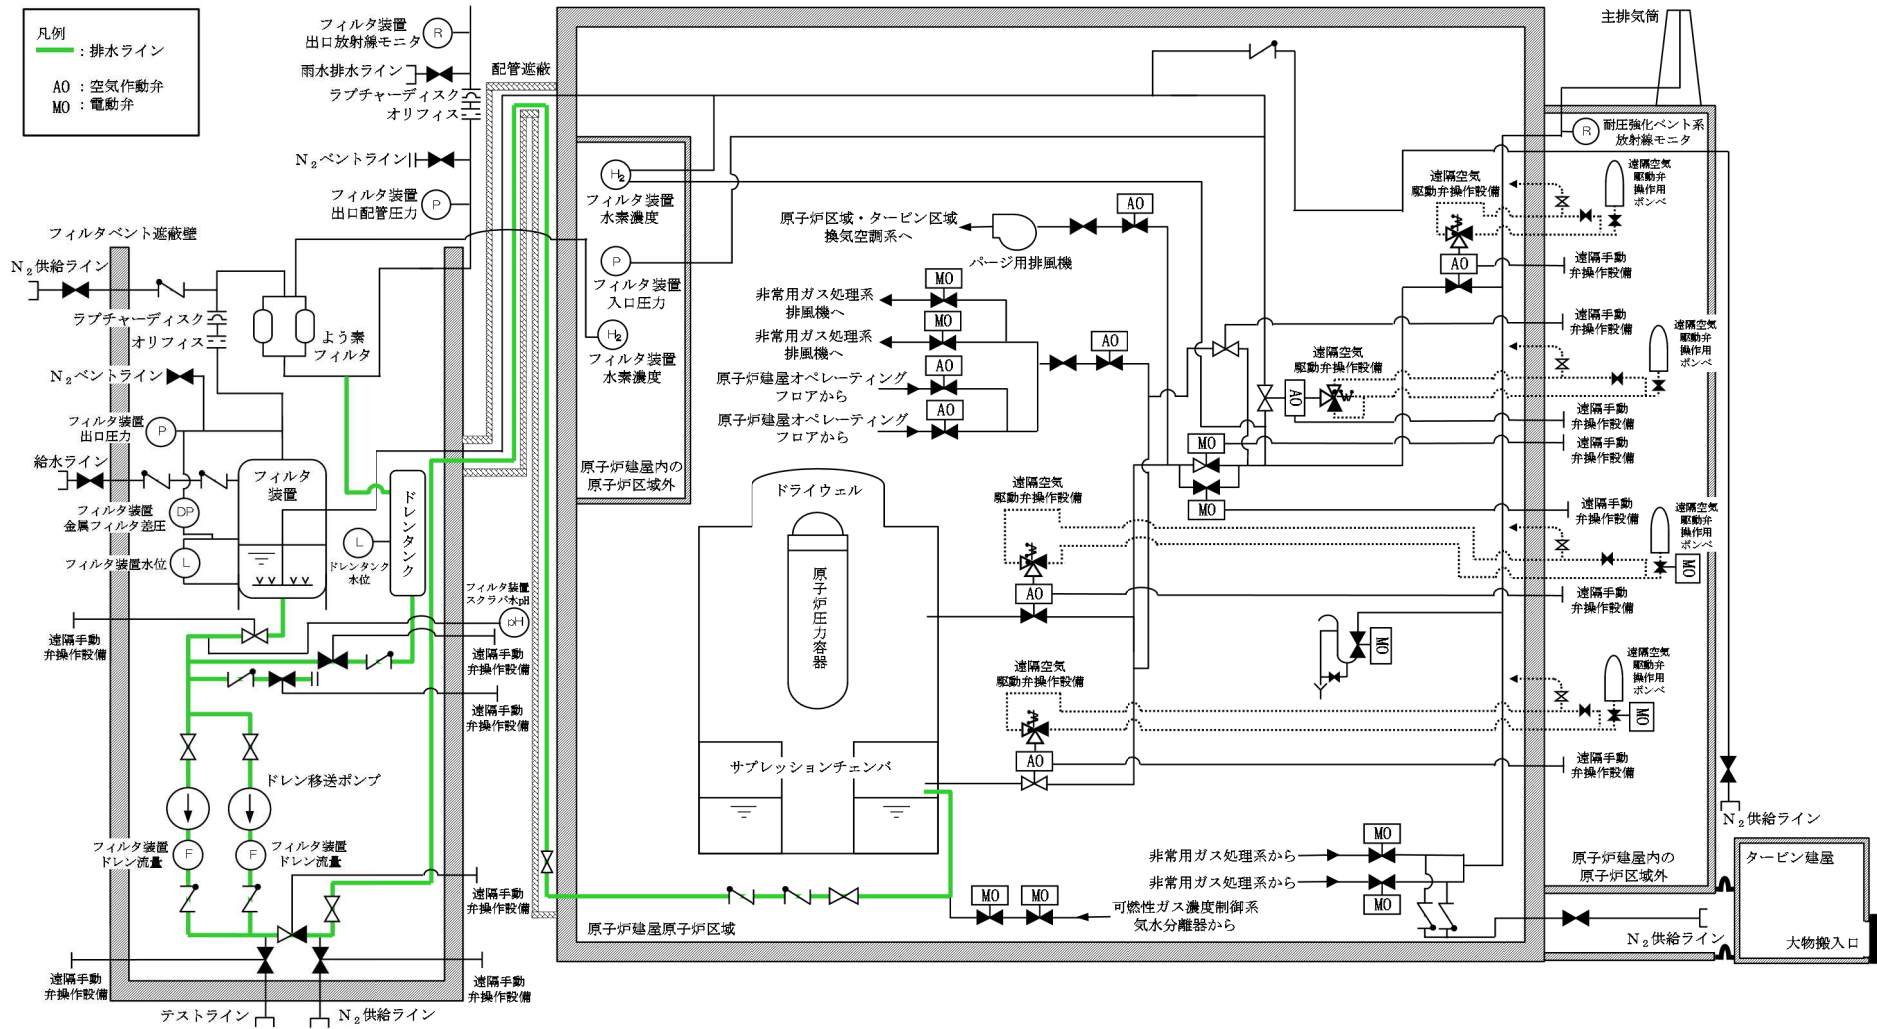 凡例
：排水ライン
AO ：空気作動弁
MO ：電動弁
フィルタ装置
出口放射線モニタ
R
雨水排水ライン
ラプチャーディスク
オリフィス
配管遮蔽
N₂ベントライン
フィルタ装置
出口配管圧力
P
フィルタベント遮蔽壁
N₂供給ライン
ラプチャーディスク
オリフィス
よう素
フィルタ
N₂ベントライン
フィルタ装置
出口圧力
P
給水ライン
フィルタ
装置
フィルタ装置
金属フィルタ差圧
DP
フィルタ装置水位
L
ドレンタンク
L
ドレンタンク
水位
フィルタ装置
スクラバ水pH
pH
遠隔手動
弁操作設備
遠隔手動
弁操作設備
遠隔手動
弁操作設備
ドレン移送ポンプ
フィルタ装置
ドレン流量
F
F
フィルタ装置
ドレン流量
遠隔手動
弁操作設備
遠隔手動
弁操作設備
遠隔手動
弁操作設備
テストライン
N₂供給ライン
H₂
フィルタ装置
水素濃度
P
フィルタ装置
入口圧力
H₂
フィルタ装置
水素濃度
原子炉建屋内の
原子炉区域外
原子炉区域・タービン区域
換気空調系へ
パージ用排風機
AO
非常用ガス処理系
排風機へ
MO
非常用ガス処理系
排風機へ
MO
原子炉建屋オペレーティング
フロアから
AO
原子炉建屋オペレーティング
フロアから
AO
AO
ドライウェル
原子炉圧力容器
サプレッションチェンバ
遠隔空気
駆動弁操作設備
AO
遠隔空気
駆動弁操作設備
AO
MO
MO
AO
遠隔空気
駆動弁操作設備
遠隔空気
駆動弁操作設備
AO
MO
非常用ガス処理系から
MO
非常用ガス処理系から
MO
MO
MO
可燃性ガス濃度制御系
気水分離器から
原子炉建屋原子炉区域
主排気筒
R
耐圧強化ベント系
放射線モニタ
遠隔空気
駆動弁
操作用
ボンベ
遠隔手動
弁操作設備
遠隔手動
弁操作設備
遠隔空気
駆動弁
操作用
ボンベ
遠隔手動
弁操作設備
遠隔手動
弁操作設備
遠隔手動
弁操作設備
遠隔空気
駆動弁
操作用
ボンベ
MO
遠隔手動
弁操作設備
遠隔空気
駆動弁
操作用
ボンベ
MO
遠隔手動
弁操作設備
N₂供給ライン
原子炉建屋内の
原子炉区域外
タービン建屋
N₂供給ライン
大物搬入口